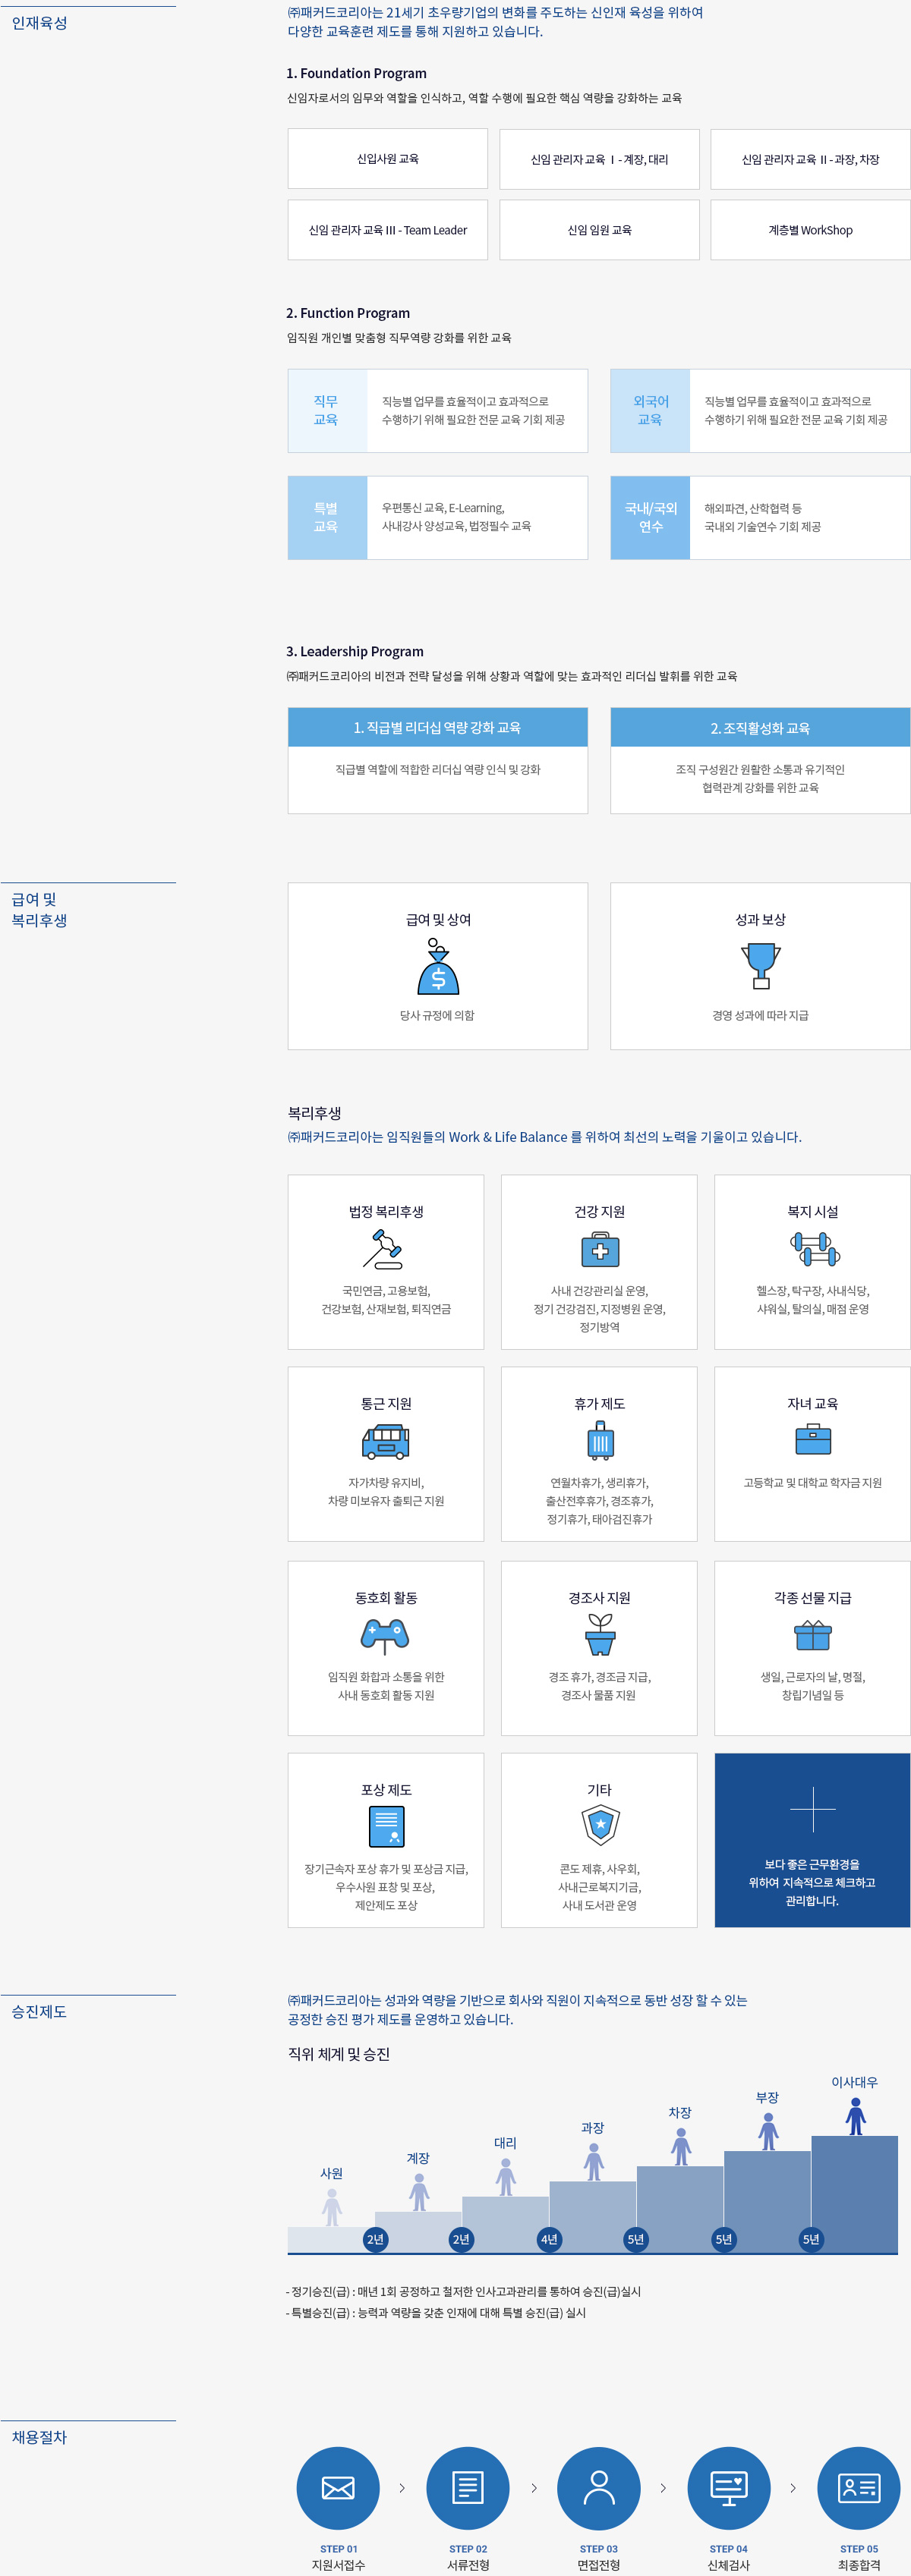 인재육성
㈜패커드코리아는 21세기 초우량기업의 변화를 주도하는 신인재 육성을 위하여
다양한 교육훈련 제도를 통해 지원하고 있습니다.
1. Foundation Program
신임자로서의 임무와 역할을 인식하고, 역할 수행에 필요한 핵심 역량을 강화하는 교육
신입사원 교육
신임 관리자 교육 Ⅰ - 계장, 대리
신임 관리자 교육 Ⅱ - 과장, 차장
신임 관리자 교육 III - Team Leader
신임 임원 교육
계층별 WorkShop
2. Function Program
임직원 개인별 맞춤형 직무역량 강화를 위한 교육
직무
교육
직능별 업무를 효율적이고 효과적으로
수행하기 위해 필요한 전문 교육 기회 제공
외국어
교육
직능별 업무를 효율적이고 효과적으로
수행하기 위해 필요한 전문 교육 기회 제공
특별
교육
우편통신 교육, E-Learning,
사내강사 양성교육, 법정필수 교육
국내/국외
연수
해외파견, 산학협력 등
국내외 기술연수 기회 제공
3. Leadership Program
㈜패커드코리아의 비전과 전략 달성을 위해 상황과 역할에 맞는 효과적인 리더십 발휘를 위한 교육
1. 직급별 리더십 역량 강화 교육
직급별 역할에 적합한 리더십 역량 인식 및 강화
2. 조직활성화 교육
조직 구성원간 원활한 소통과 유기적인
협력관계 강화를 위한 교육
급여 및
복리후생
급여 및 상여
당사 규정에 의함
성과 보상
경영 성과에 따라 지급
복리후생
㈜패커드코리아는 임직원들의 Work & Life Balance 를 위하여 최선의 노력을 기울이고 있습니다.
법정 복리후생
국민연금, 고용보험,
건강보험, 산재보험, 퇴직연금
건강 지원
사내 건강관리실 운영,
정기 건강검진, 지정병원 운영,
정기방역
복지 시설
헬스장, 탁구장, 사내식당,
샤워실, 탈의실, 매점 운영
통근 지원
자가차량 유지비,
차량 미보유자 출퇴근 지원
휴가 제도
연월차휴가, 생리휴가,
출산전후휴가, 경조휴가,
정기휴가, 태아검진휴가
자녀 교육
고등학교 및 대학교 학자금 지원
동호회 활동
임직원 화합과 소통을 위한
사내 동호회 활동 지원
경조사 지원
경조 휴가, 경조금 지급,
경조사 물품 지원
각종 선물 지급
생일, 근로자의 날, 명절,
창립기념일 등
포상 제도
장기근속자 포상 휴가 및 포상금 지급,
우수사원 표창 및 포상,
제안제도 포상
기타
콘도 제휴, 사우회,
사내근로복지기금,
사내 도서관 운영
보다 좋은 근무환경을
위하여 지속적으로 체크하고
관리합니다.
승진제도
㈜패커드코리아는 성과와 역량을 기반으로 회사와 직원이 지속적으로 동반 성장 할 수 있는
공정한 승진 평가 제도를 운영하고 있습니다.
직위 체계 및 승진
사원
계장
대리
과장
차장
부장
이사대우
2년
2년
4년
5년
5년
5년
- 정기승진(급) : 매년 1회 공정하고 철저한 인사고과관리를 통하여 승진(급)실시
- 특별승진(급) : 능력과 역량을 갖춘 인재에 대해 특별 승진(급) 실시
채용절차
STEP 01
지원서접수
STEP 02
서류전형
STEP 03
면접전형
STEP 04
신체검사
STEP 05
최종합격